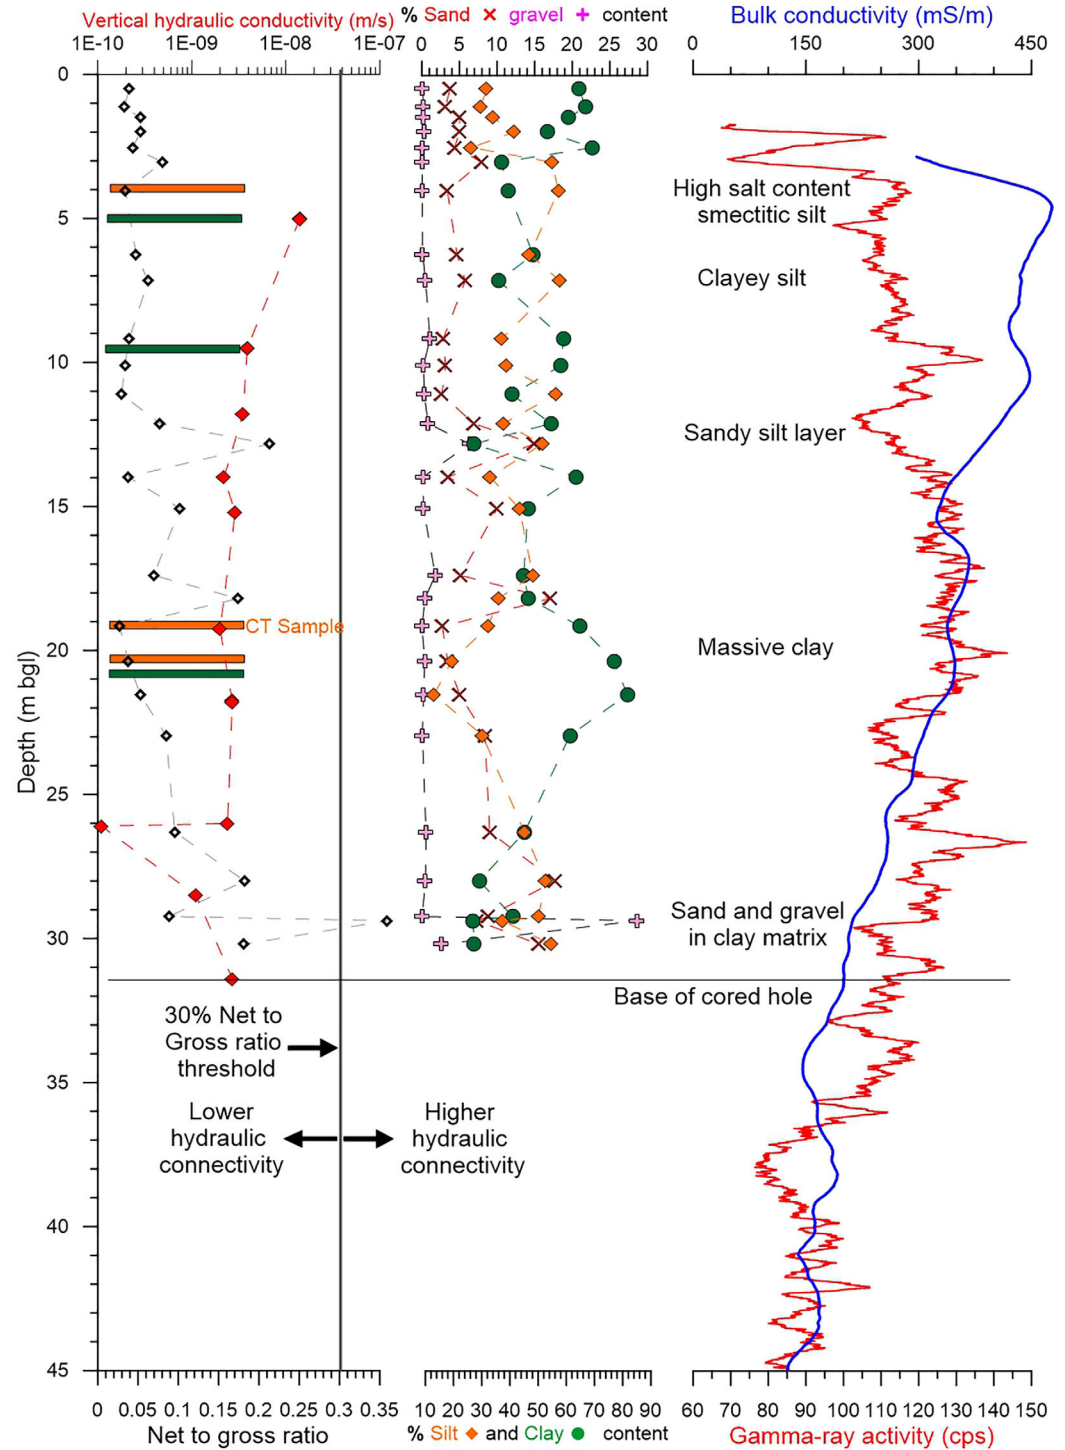 Vertical hydraulic conductivity (m/s)
1E-10 1E-09 1E-08 1E-07
% Sand gravel content
0 5 10 15 20 25 30
Bulk conductivity (mS/m)
0 150 300 450
Depth (m bgl)
0
5
10
15
20
25
30
35
40
45
CT Sample
High salt content
smectitic silt
Clayey silt
Sandy silt layer
Massive clay
Sand and gravel
in clay matrix
Base of cored hole
30% Net to
Gross ratio
threshold
Lower
hydraulic
connectivity
Higher
hydraulic
connectivity
0 0.05 0.1 0.15 0.2 0.25 0.3 0.35
Net to gross ratio
10 20 30 40 50 60 70 80 90
% Silt and Clay content
60 70 80 90 100 110 120 130 140 150
Gamma-ray activity (cps)